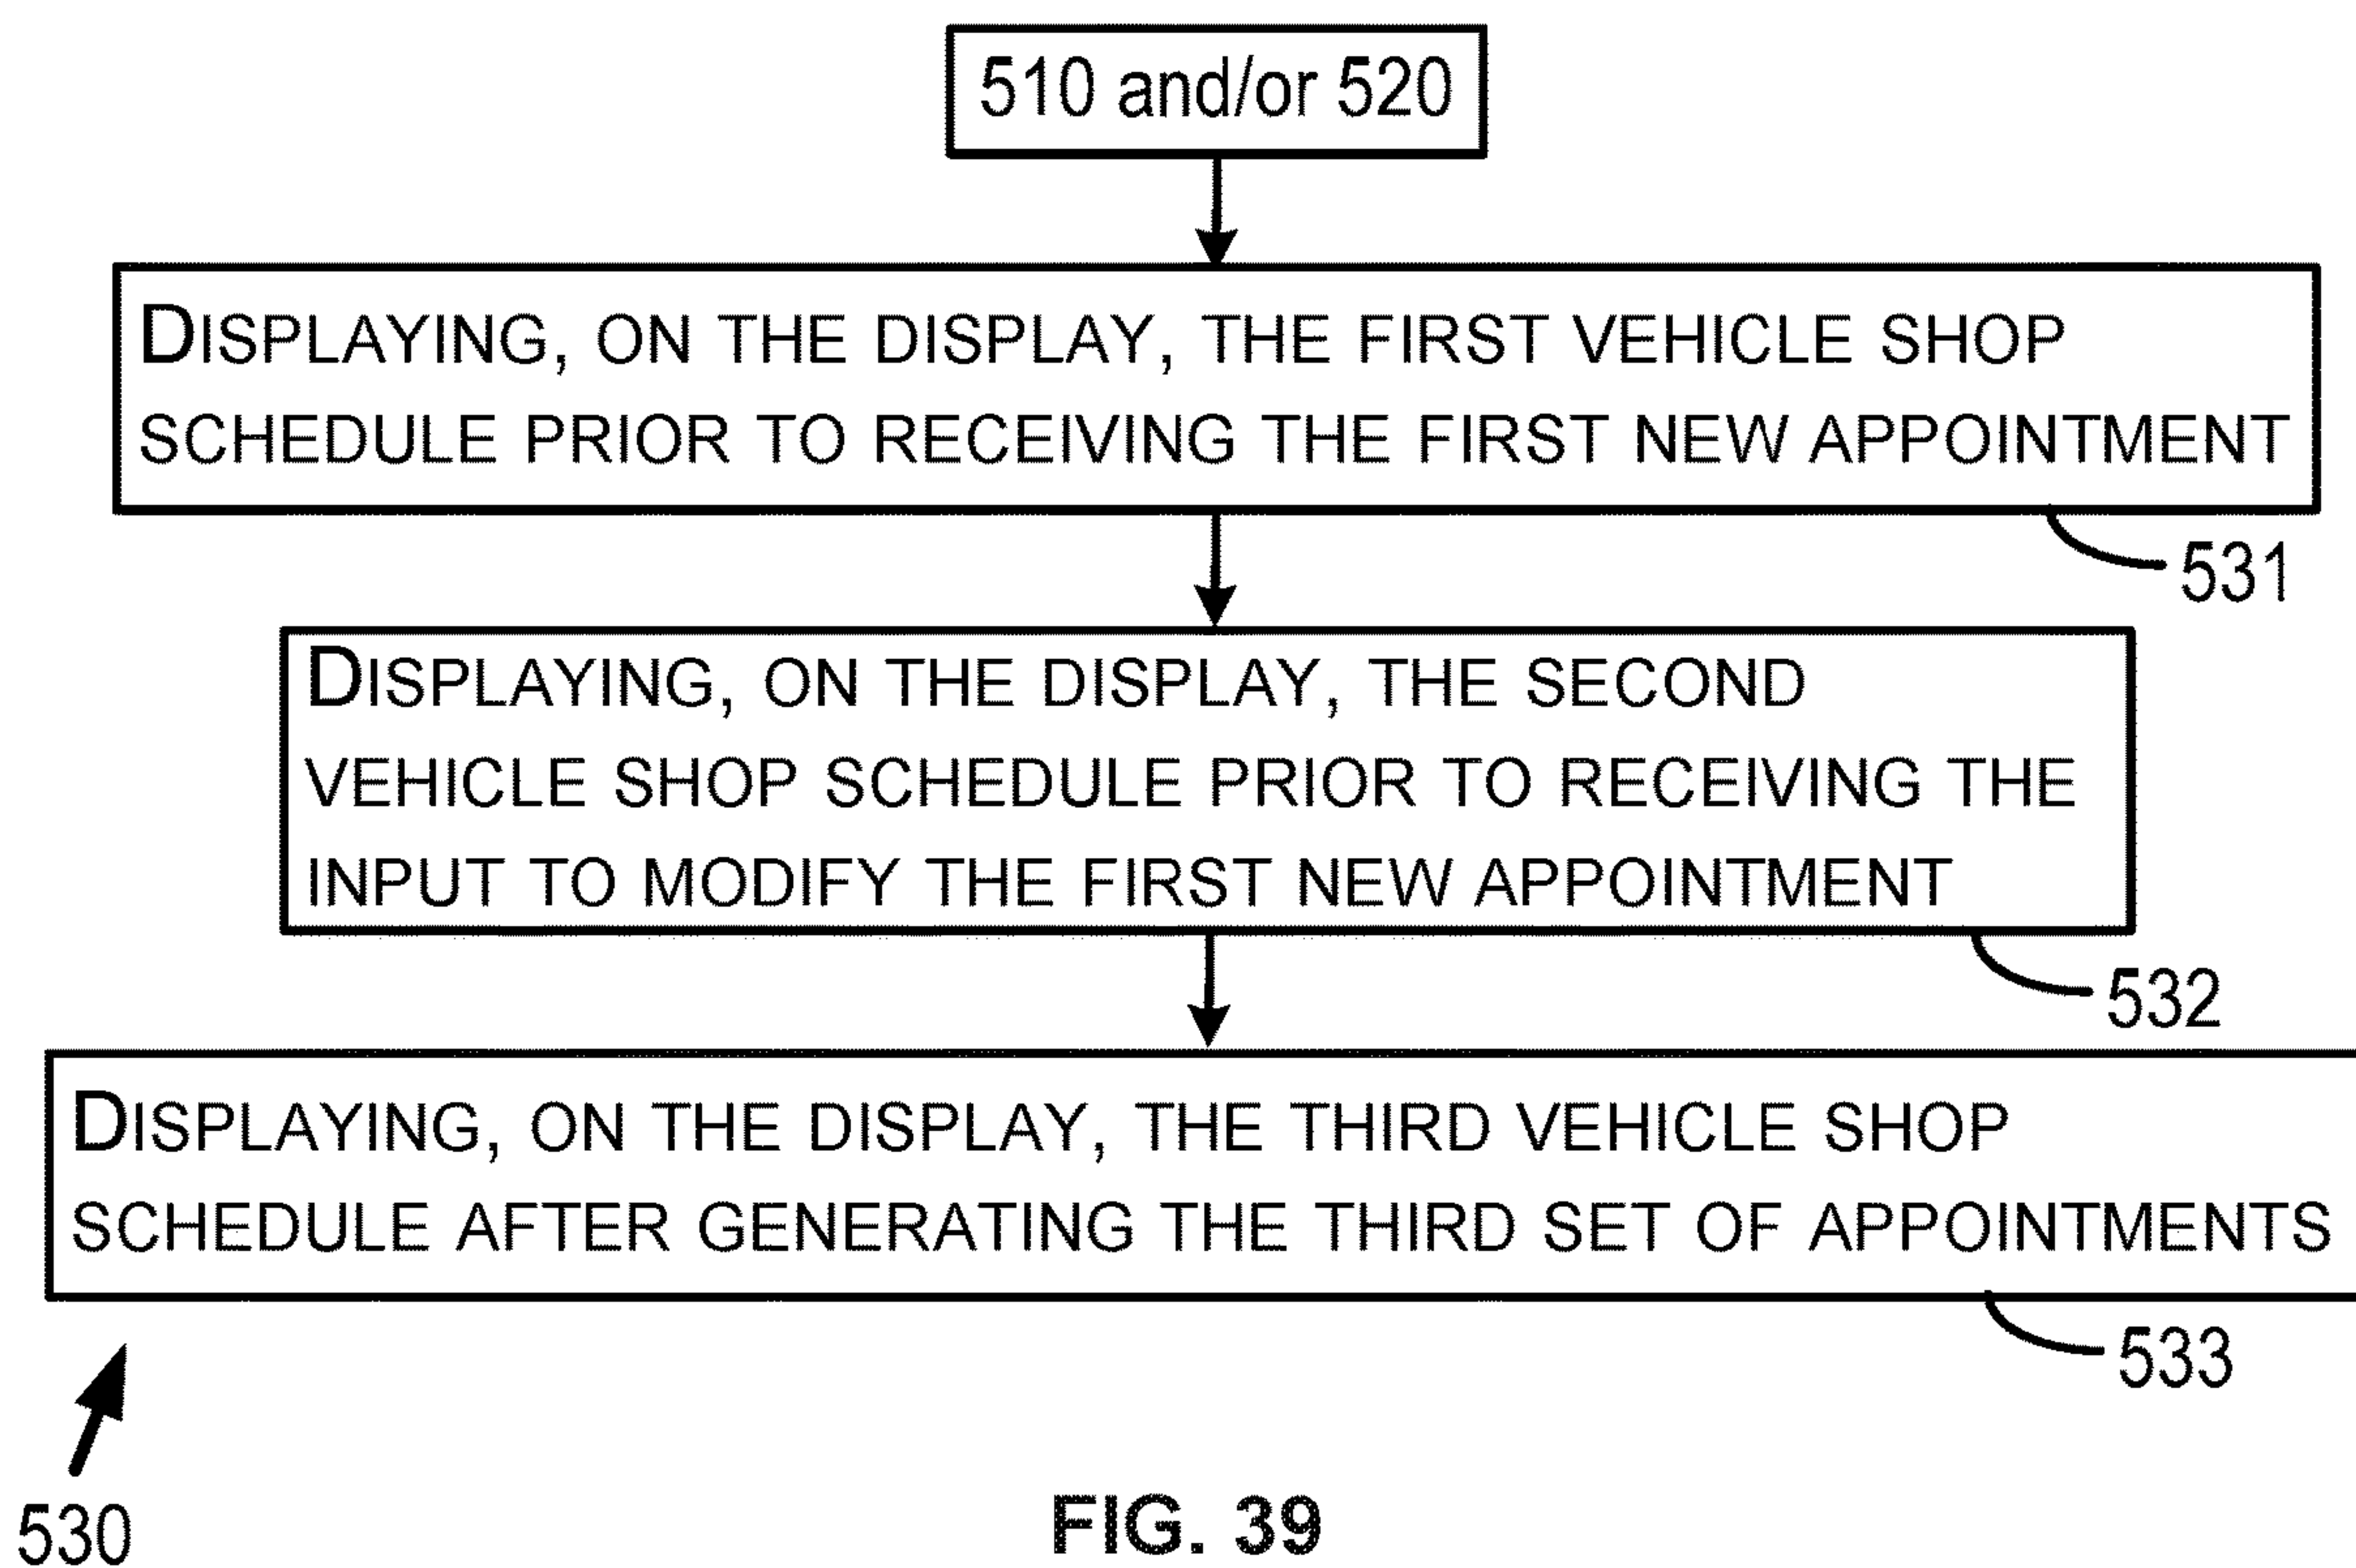 510 and/or 520
DISPLAYING, ON THE DISPLAY, THE FIRST VEHICLE SHOP
SCHEDULE PRIOR TO RECEIVING THE FIRST NEW APPOINTMENT
531
DISPLAYING, ON THE DISPLAY, THE SECOND
VEHICLE SHOP SCHEDULE PRIOR TO RECEIVING THE
INPUT TO MODIFY THE FIRST NEW APPOINTMENT
532
DISPLAYING, ON THE DISPLAY, THE THIRD VEHICLE SHOP
SCHEDULE AFTER GENERATING THE THIRD SET OF APPOINTMENTS
533
530
FIG. 39